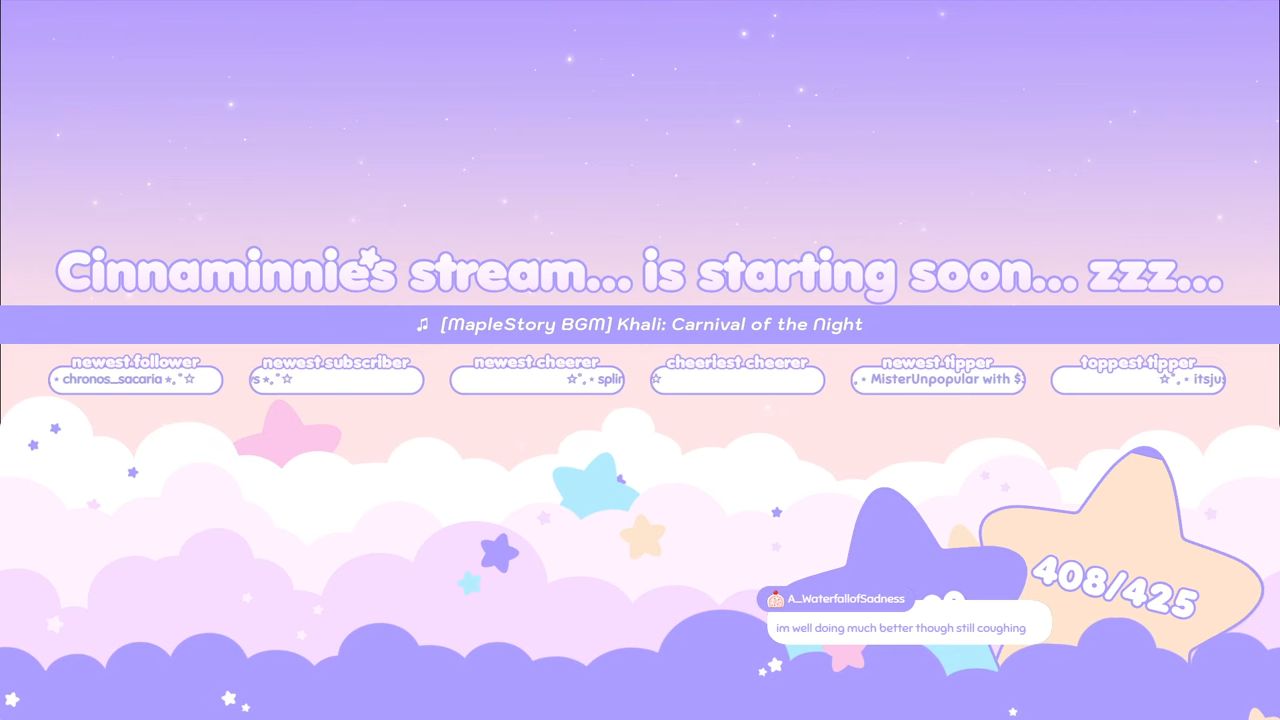 Cinnaminnie's stream... is starting soon... zzz...
♫ [MapleStory BGM] Khali: Carnival of the Night
newest follower
newest subscriber
newest cheerer
cheeriest cheerer
newest tipper
toppest tipper
• chronos_sacaria ⋆｡°☆
s ⋆｡°☆
☆°｡ • splin
☆
｡ • MisterUnpopular with $
☆°｡ • itsju
408/425
A_WaterfallofSadness
im well doing much better though still coughing